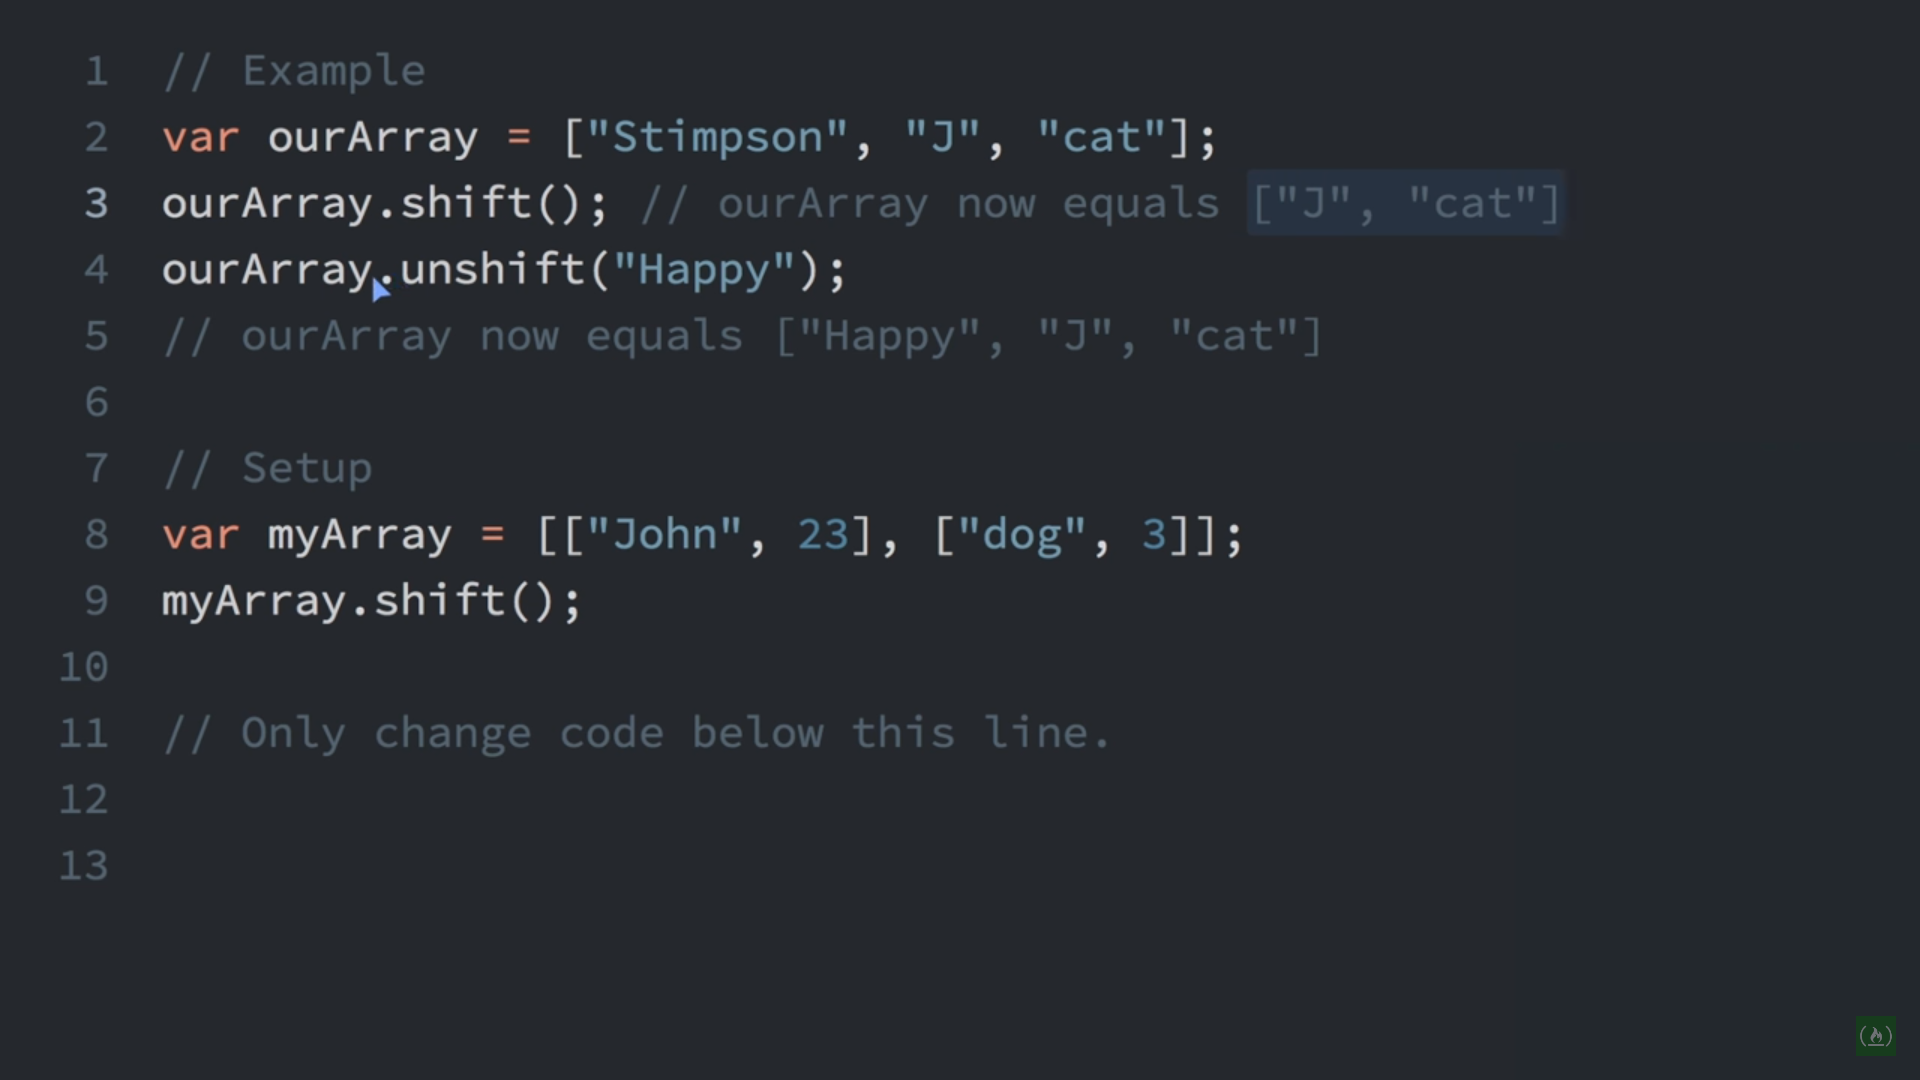 1 // Example
2 var ourArray = ["Stimpson", "J", "cat"];
3 ourArray.shift(); // ourArray now equals ["J", "cat"]
4 ourArray.unshift("Happy");
5 // ourArray now equals ["Happy", "J", "cat"]
6
7 // Setup
8 var myArray = [["John", 23], ["dog", 3]];
9 myArray.shift();
10
11 // Only change code below this line.
12
13